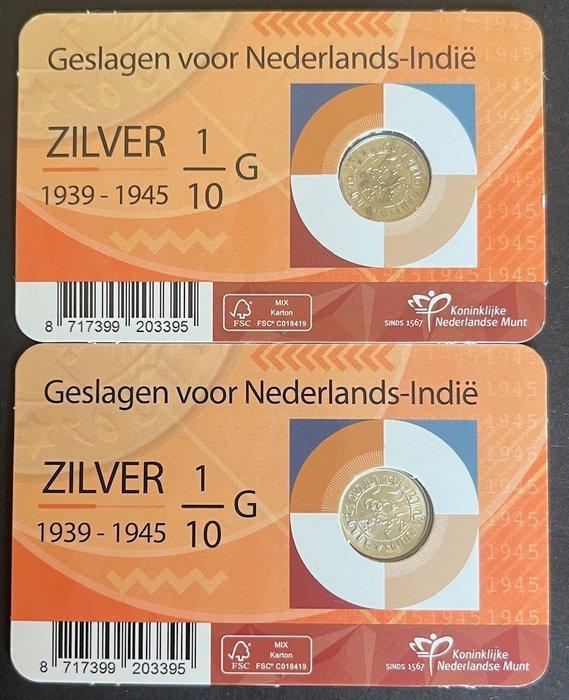 Geslagen voor Nederlands-Indië
ZILVER 1/10 G
1939 - 1945
8 717399 203395
FSC
MIX
Karton
FSC® C018419
SINDS 1567
Koninklijke
Nederlandse Munt
1945
Geslagen voor Nederlands-Indië
ZILVER 1/10 G
1939 - 1945
8 717399 203395
FSC
MIX
Karton
FSC® C018419
SINDS 1567
Koninklijke
Nederlandse Munt
1945